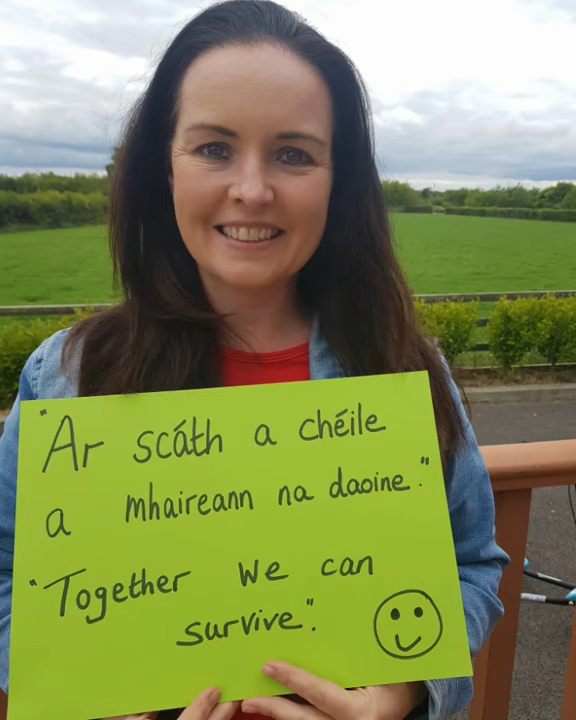 "Ar scáth a chéile
a mhaireann na daoine."
"Together we can
survive".